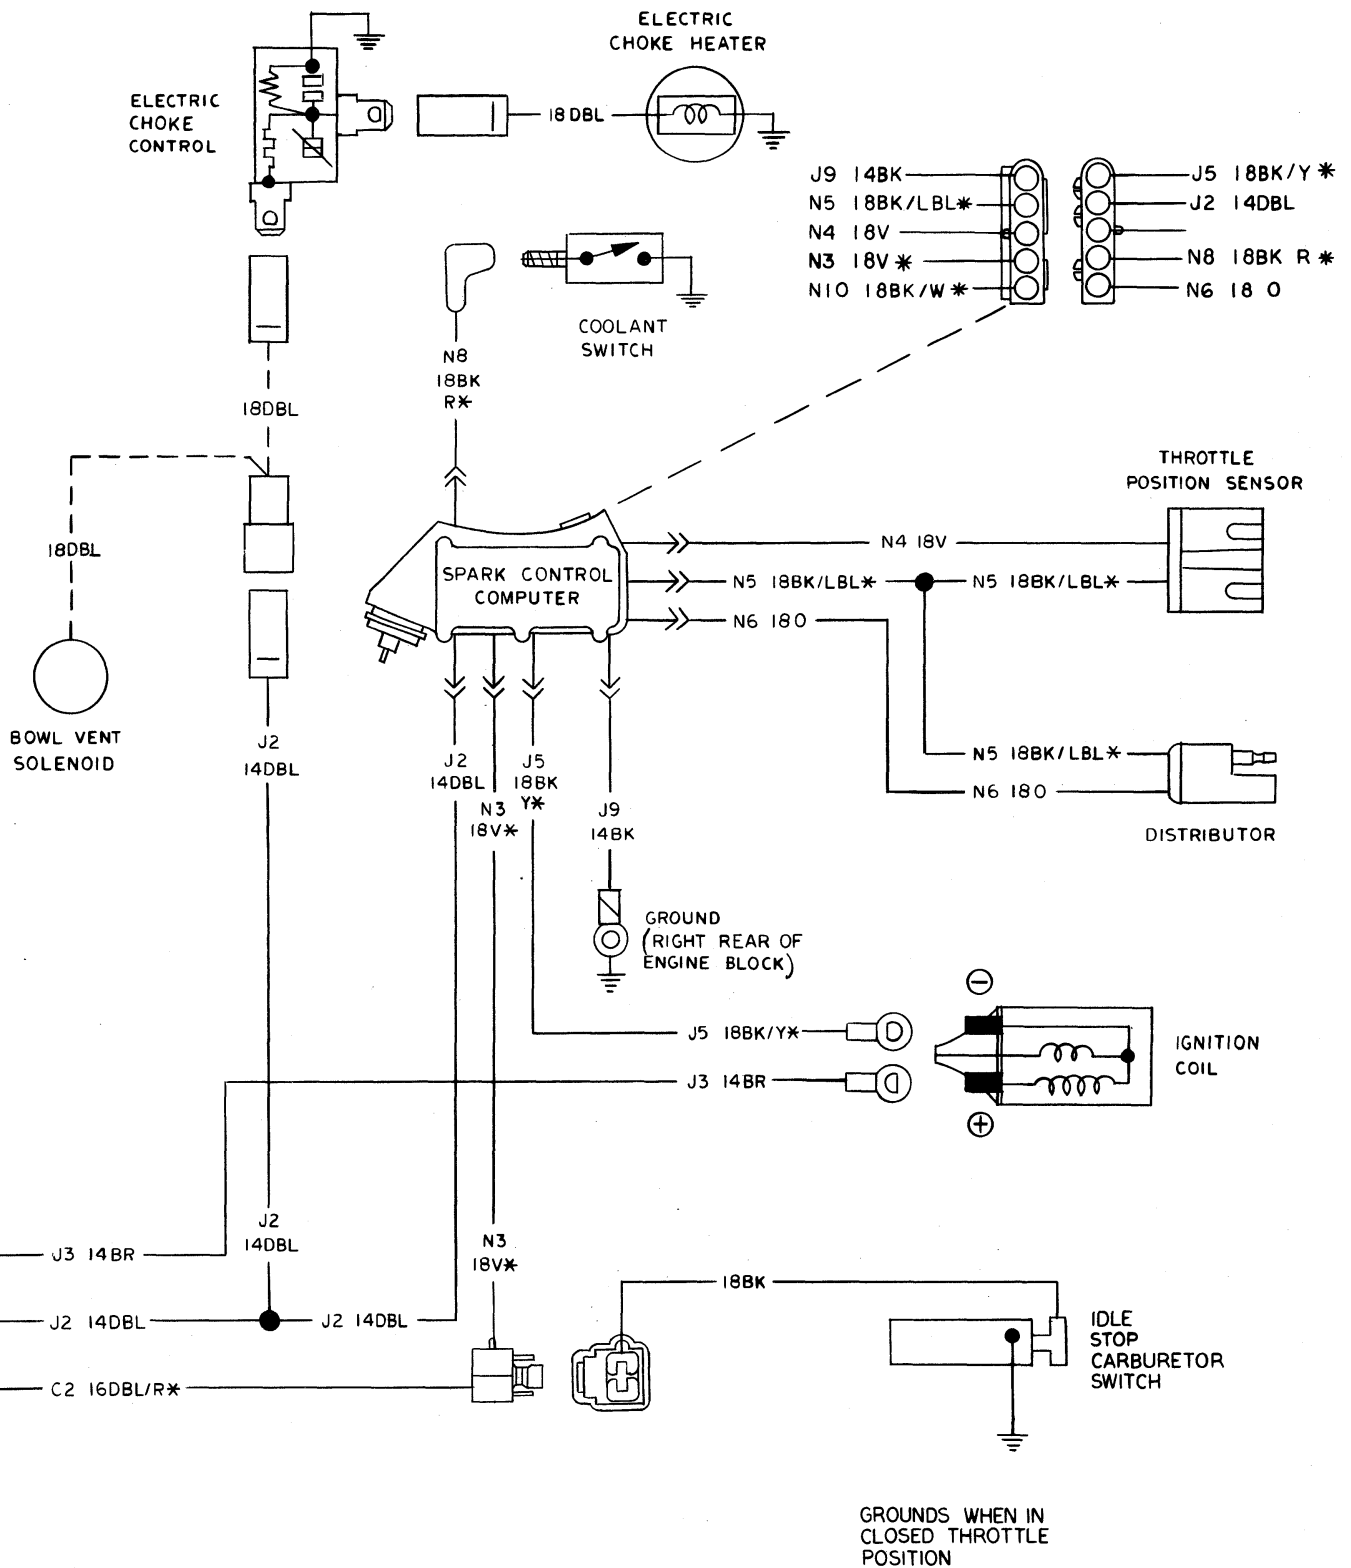 ELECTRIC
CHOKE HEATER
ELECTRIC
CHOKE
CONTROL
18DBL
J9 14BK
N5 18BK/LBL*
N4 18V
N3 18V*
N10 18BK/W*
J5 18BK/Y*
J2 14DBL
N8 18BK R*
N6 18 O
COOLANT
SWITCH
N8
18BK
R*
18DBL
18DBL
THROTTLE
POSITION SENSOR
N4 18V
SPARK CONTROL
COMPUTER
N5 18BK/LBL*
N5 18BK/LBL*
N6 18O
BOWL VENT
SOLENOID
J2
14DBL
J2
14DBL
N3
18V*
J5
18BK
Y*
J9
14BK
N5 18BK/LBL*
N6 18O
DISTRIBUTOR
GROUND
(RIGHT REAR OF
ENGINE BLOCK)
−
J5 18BK/Y*
IGNITION
COIL
J3 14BR
+
J2
14DBL
J3 14BR
N3
18V*
18BK
J2 14DBL
J2 14DBL
IDLE
STOP
CARBURETOR
SWITCH
C2 16DBL/R*
GROUNDS WHEN IN
CLOSED THROTTLE
POSITION